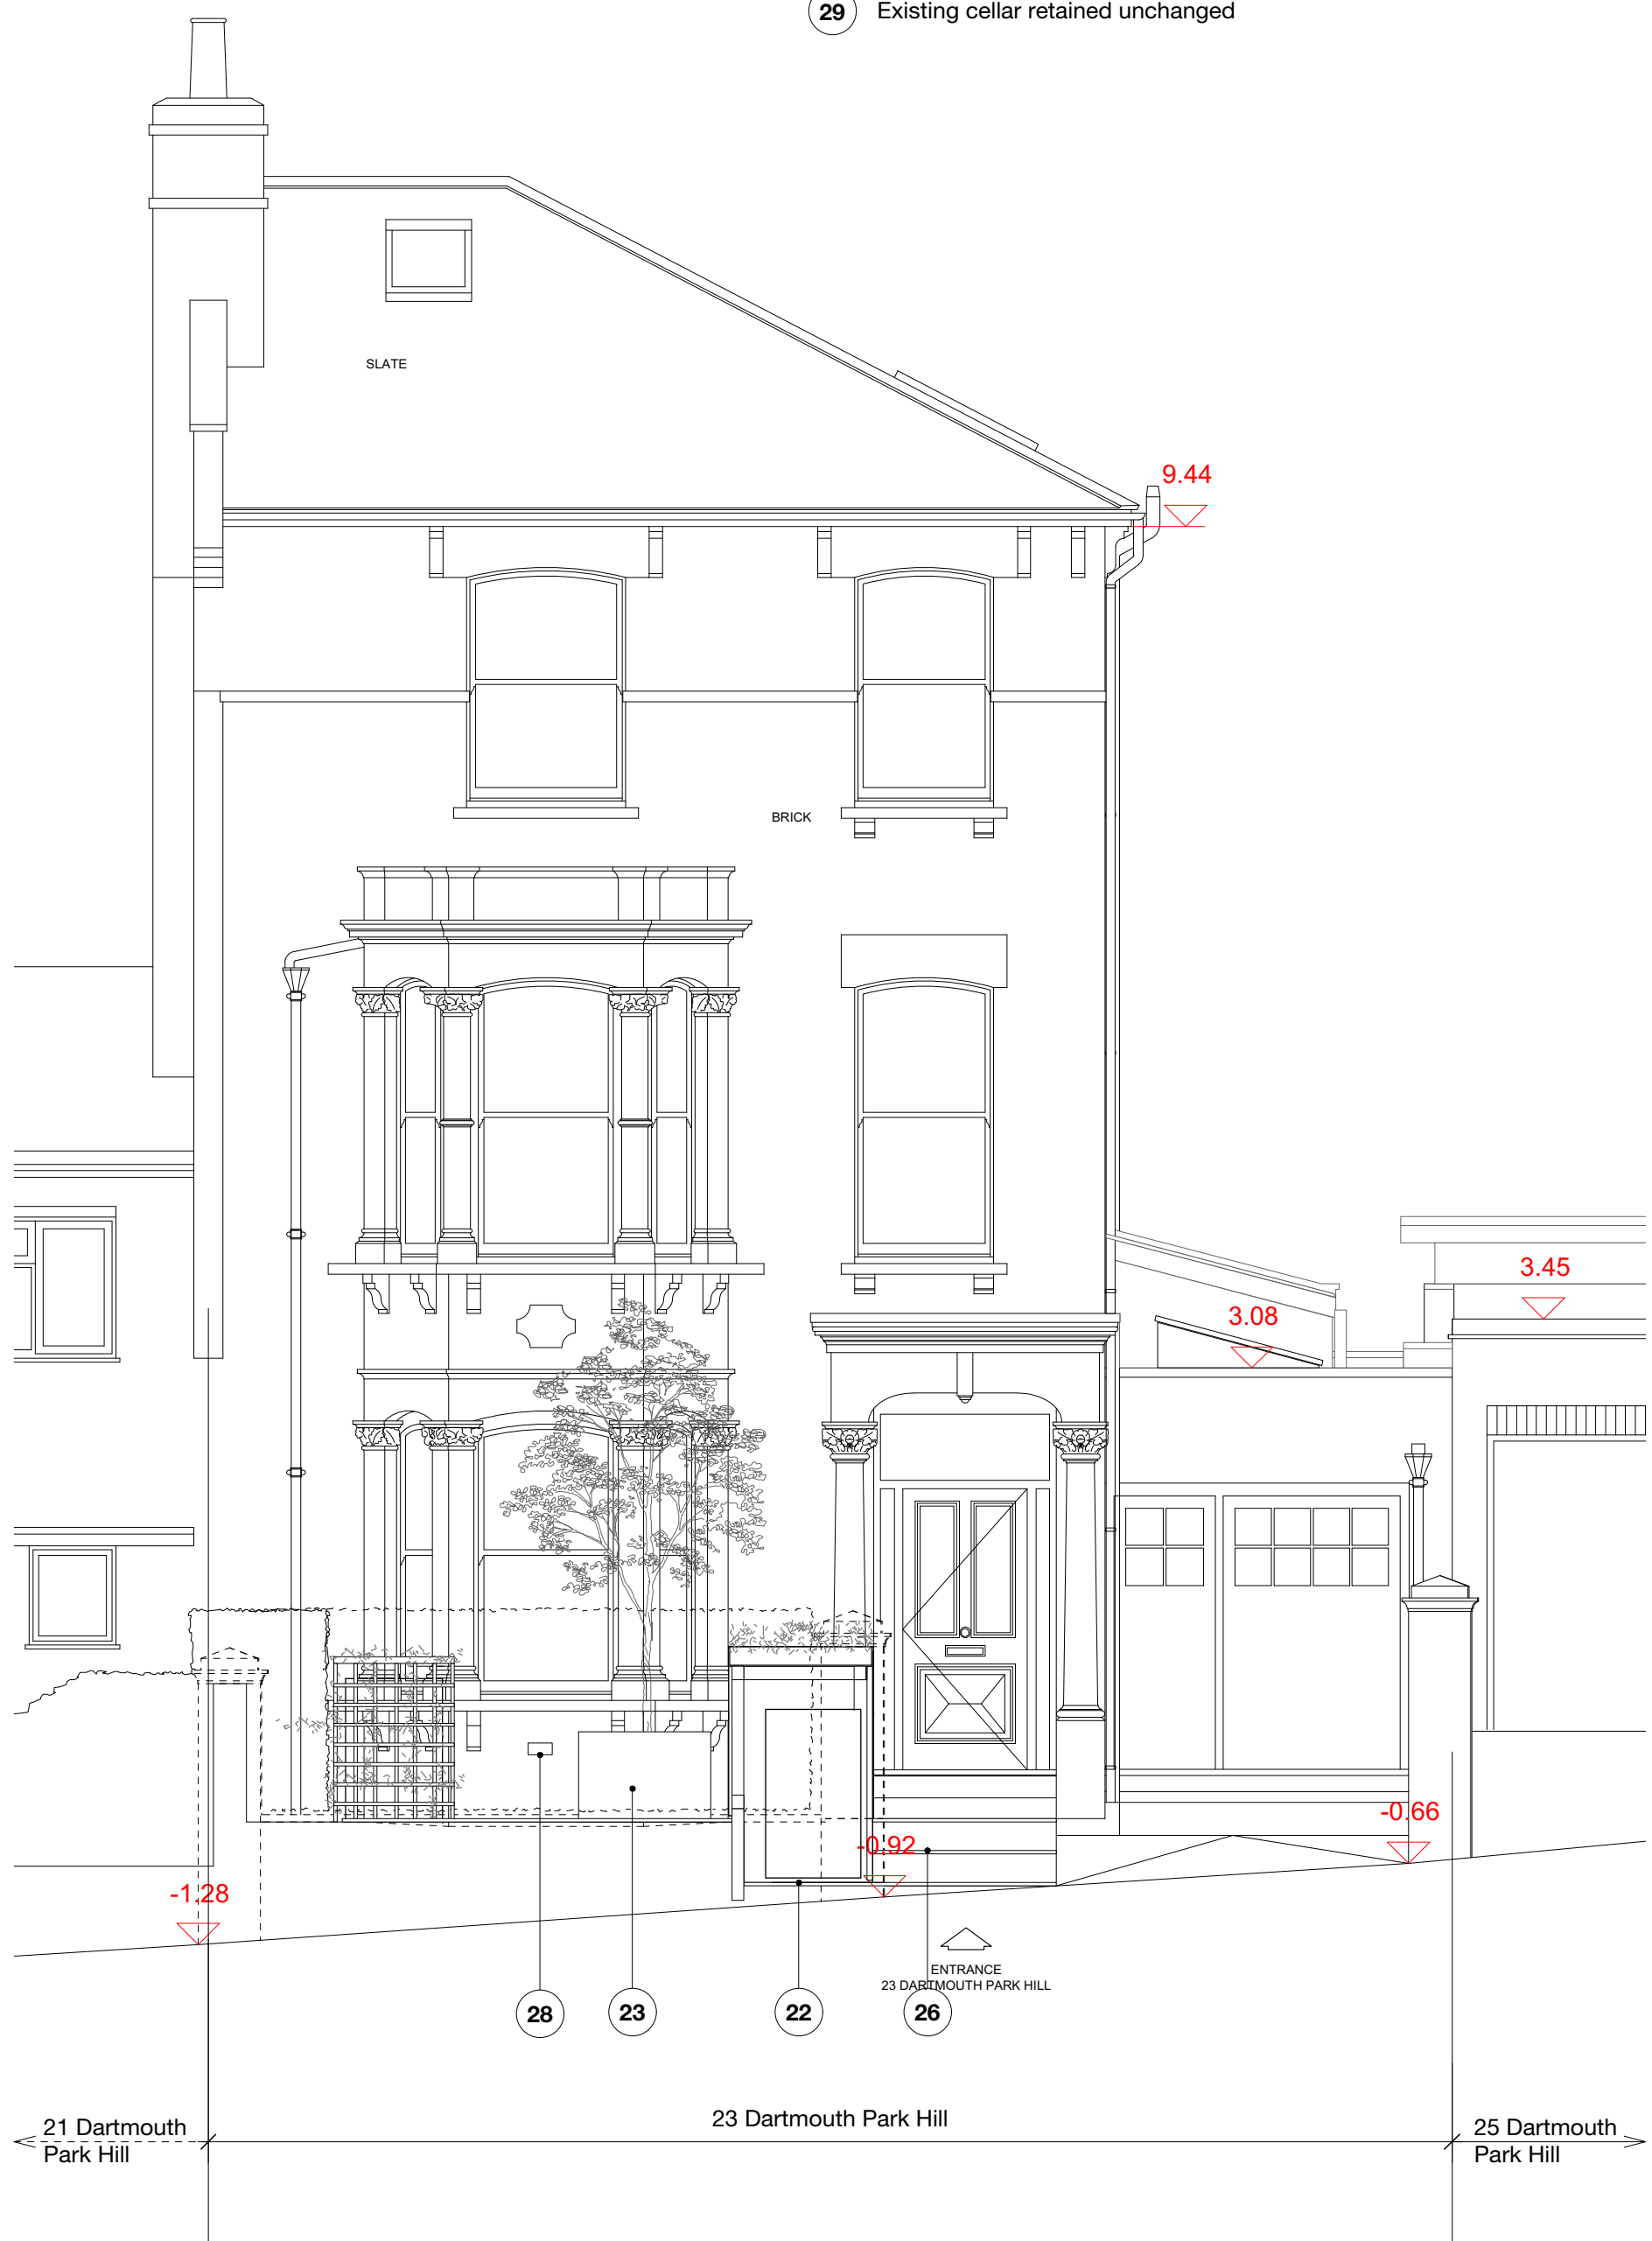 29 Existing cellar retained unchanged
SLATE
9.44
BRICK
3.45
3.08
-0.66
-0.92
-1.28
ENTRANCE
23 DARTMOUTH PARK HILL
28 23 22 26
21 Dartmouth
Park Hill
23 Dartmouth Park Hill
25 Dartmouth
Park Hill